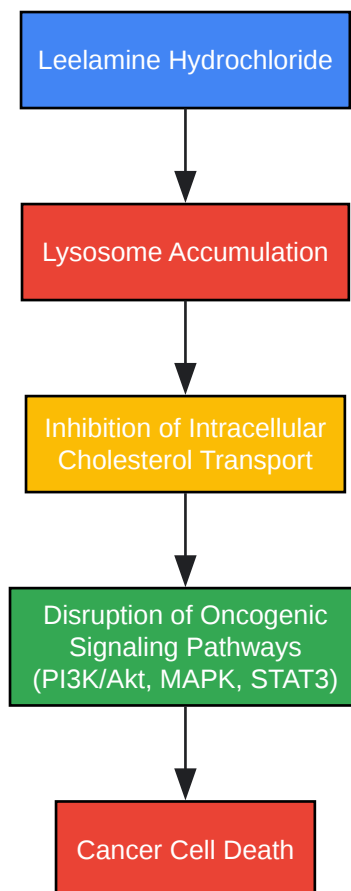 Leelamine Hydrochloride
Lysosome Accumulation
Inhibition of Intracellular
Cholesterol Transport
Disruption of Oncogenic
Signaling Pathways
(PI3K/Akt, MAPK, STAT3)
Cancer Cell Death